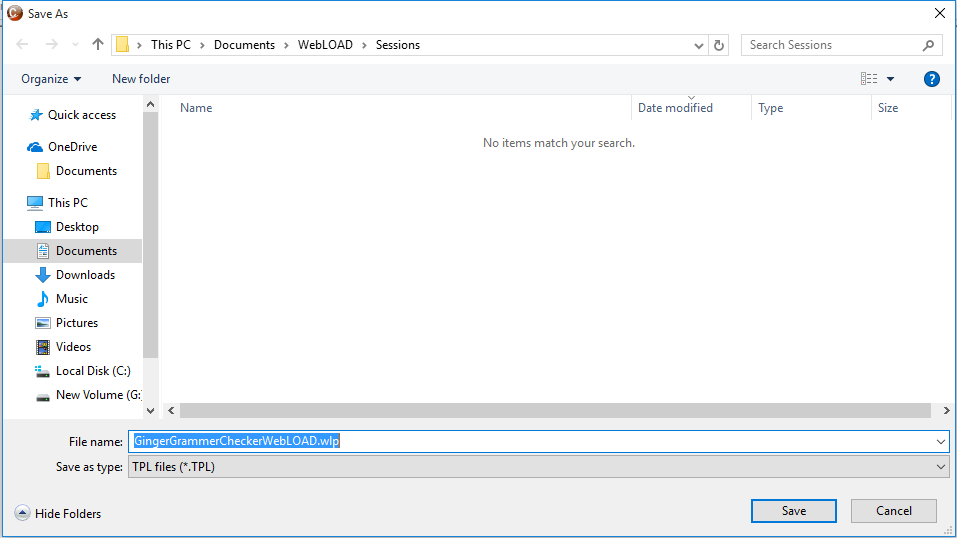 Save As
This PC > Documents > WebLOAD > Sessions
Search Sessions
Organize
New folder
?
Name
Date modified
Type
Size
Quick access
OneDrive
Documents
This PC
Desktop
Documents
Downloads
Music
Pictures
Videos
Local Disk (C:)
New Volume (G:
No items match your search.
File name: GingerGrammerCheckerWebLOAD.wlp
Save as type: TPL files (*.TPL)
Hide Folders
Save
Cancel